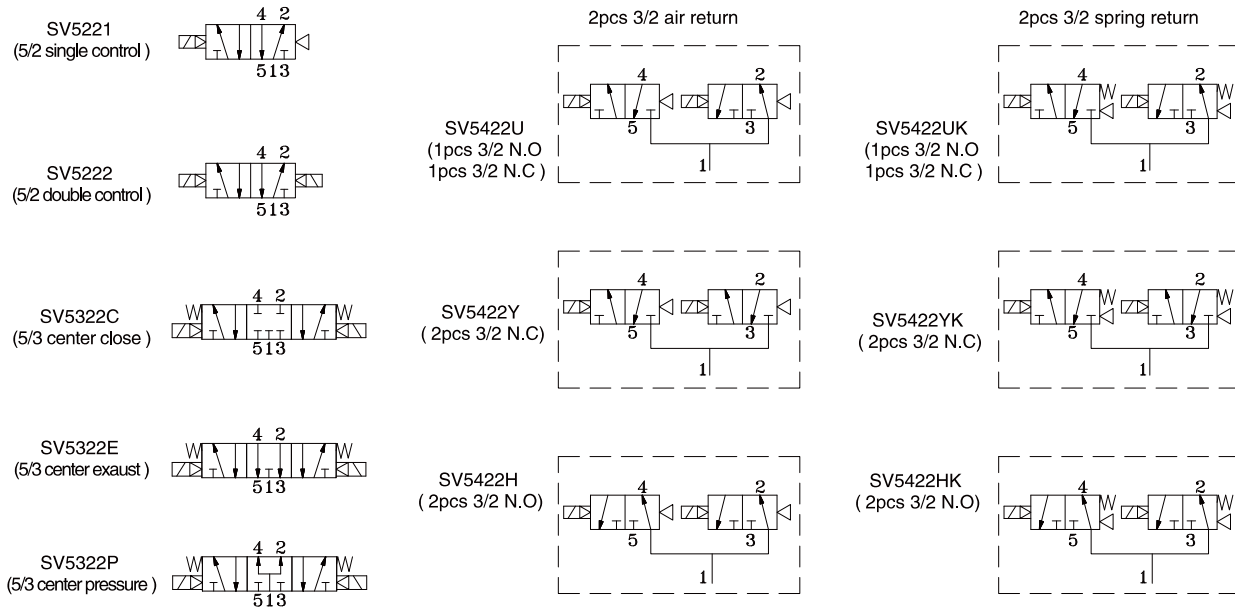 SV5221
(5/2 single control )
4 2
513
SV5222
(5/2 double control )
4 2
513
SV5322C
(5/3 center close )
4 2
513
SV5322E
(5/3 center exaust )
4 2
513
SV5322P
(5/3 center pressure )
4 2
513
2pcs 3/2 air return
SV5422U
(1pcs 3/2 N.O
1pcs 3/2 N.C )
4 2
5 3
1
SV5422Y
( 2pcs 3/2 N.C)
4 2
5 3
1
SV5422H
( 2pcs 3/2 N.O)
4 2
5 3
1
2pcs 3/2 spring return
SV5422UK
(1pcs 3/2 N.O
1pcs 3/2 N.C )
4 2
5 3
1
SV5422YK
( 2pcs 3/2 N.C)
4 2
5 3
1
SV5422HK
( 2pcs 3/2 N.O)
4 2
5 3
1